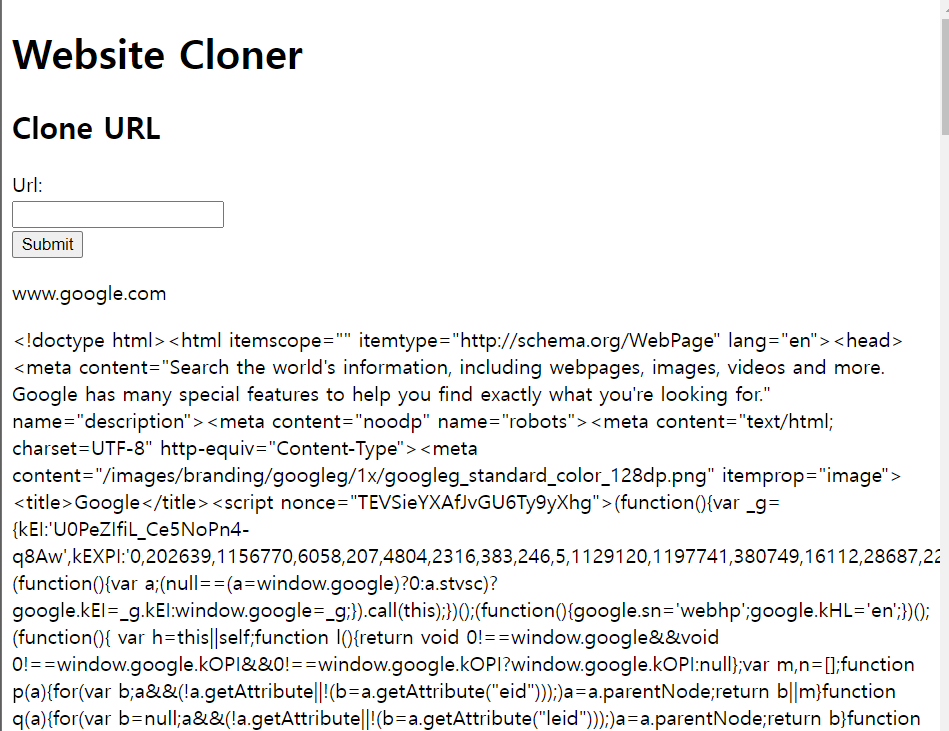 Website Cloner
Clone URL
Url:
Submit
www.google.com
<!doctype html><html itemscope="" itemtype="http://schema.org/WebPage" lang="en"><head>
<meta content="Search the world's information, including webpages, images, videos and more.
Google has many special features to help you find exactly what you're looking for."
name="description"><meta content="noodp" name="robots"><meta content="text/html;
charset=UTF-8" http-equiv="Content-Type"><meta
content="/images/branding/googleg/1x/googleg_standard_color_128dp.png" itemprop="image">
<title>Google</title><script nonce="TEVSieYXAfJvGU6Ty9yXhg">(function(){var _g=
{kEI:'U0PeZIfiL_Ce5NoPn4-
q8Aw',kEXPI:'0,202639,1156770,6058,207,4804,2316,383,246,5,1129120,1197741,380749,16112,28687,22
(function(){var a;(null==(a=window.google)?0:a.stvsc)?
google.kEI=_g.kEI:window.google=_g;}).call(this);})();(function(){google.sn='webhp';google.kHL='en';})();
(function(){ var h=this||self;function l(){return void 0!==window.google&&void
0!==window.google.kOPI&&0!==window.google.kOPI?window.google.kOPI:null};var m,n=[];function
p(a){for(var b;a&&(!a.getAttribute||!(b=a.getAttribute("eid")));)a=a.parentNode;return b||m}function
q(a){for(var b=null;a&&(!a.getAttribute||!(b=a.getAttribute("leid")));)a=a.parentNode;return b}function